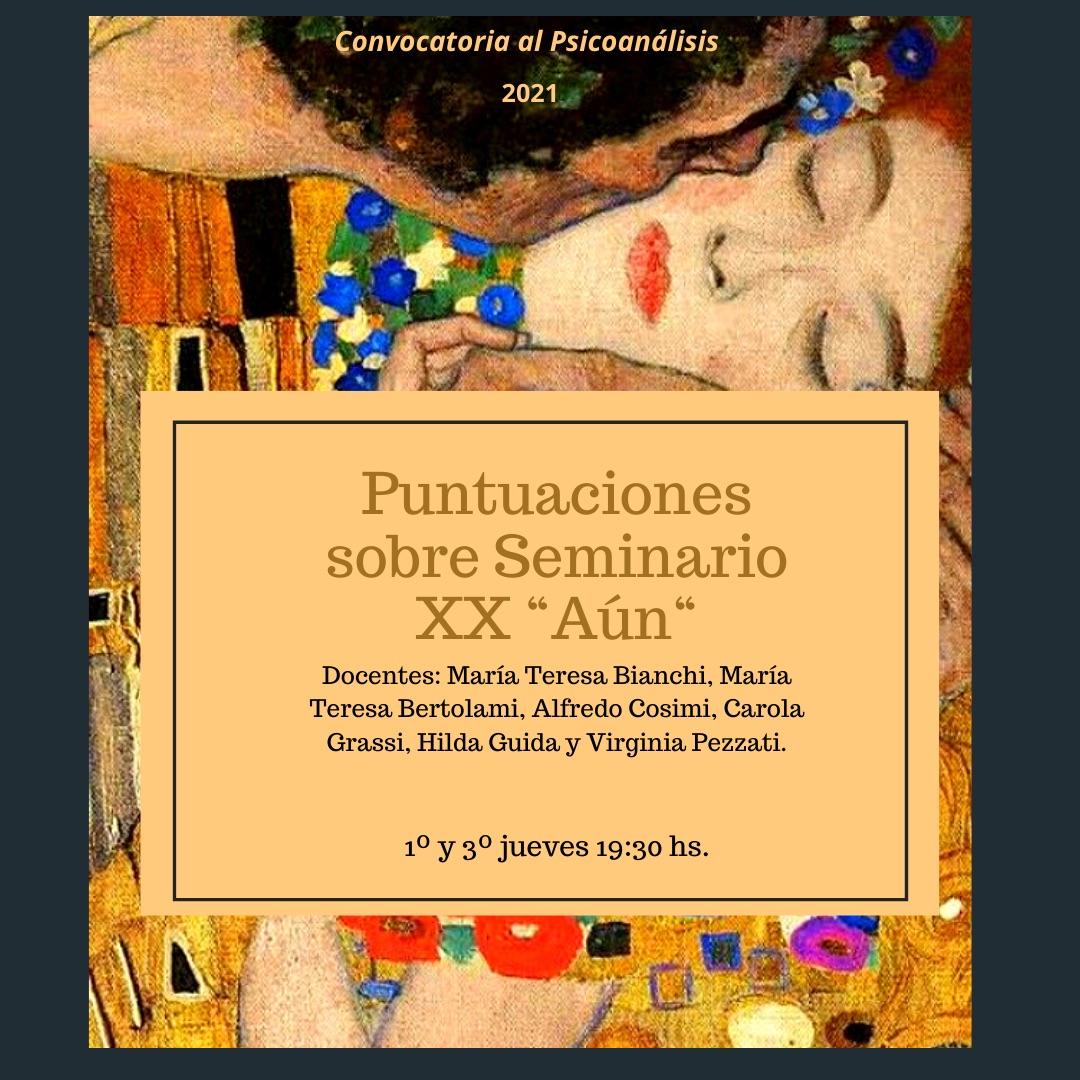 Convocatoria al Psicoanálisis
2021
Puntuaciones
sobre Seminario
XX “Aún“
Docentes: María Teresa Bianchi, María
Teresa Bertolami, Alfredo Cosimi, Carola
Grassi, Hilda Guida y Virginia Pezzati.
1º y 3º jueves 19:30 hs.